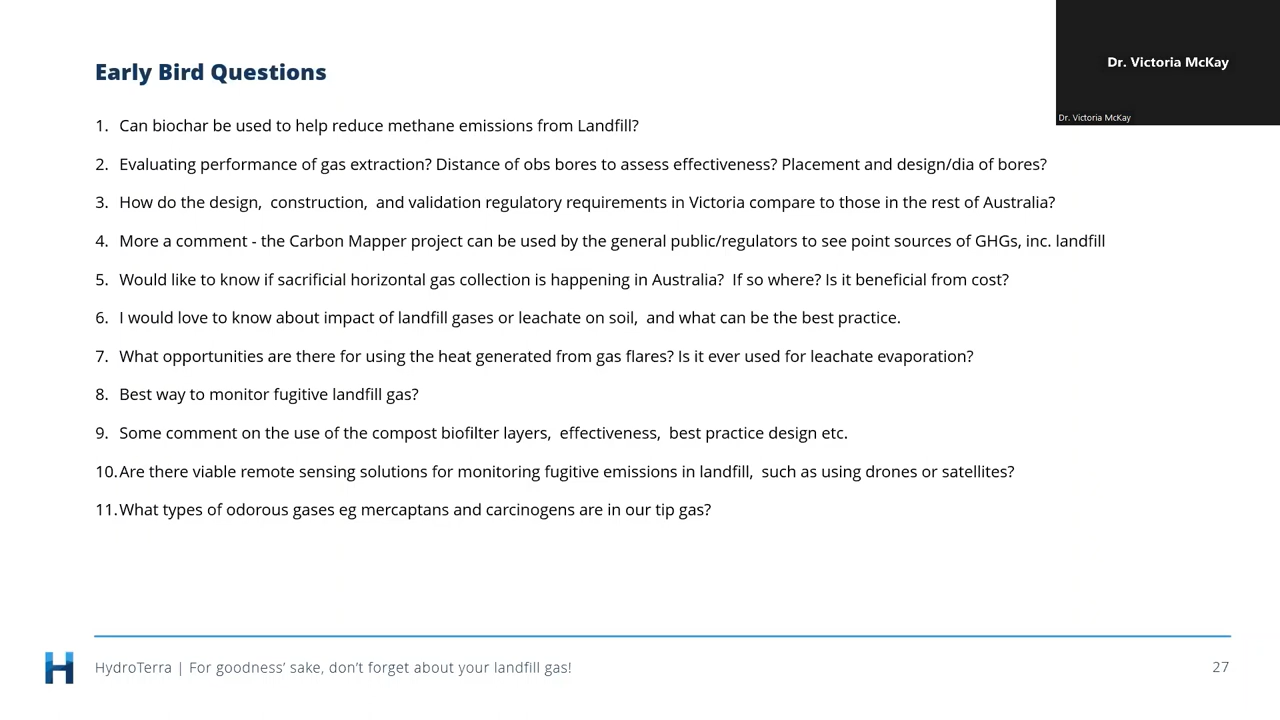 Dr. Victoria McKay
Dr. Victoria McKay
Early Bird Questions
1. Can biochar be used to help reduce methane emissions from Landfill?
2. Evaluating performance of gas extraction? Distance of obs bores to assess effectiveness? Placement and design/dia of bores?
3. How do the design,  construction,  and validation regulatory requirements in Victoria compare to those in the rest of Australia?
4. More a comment - the Carbon Mapper project can be used by the general public/regulators to see point sources of GHGs, inc. landfill
5. Would like to know if sacrificial horizontal gas collection is happening in Australia?  If so where? Is it beneficial from cost?
6. I would love to know about impact of landfill gases or leachate on soil,  and what can be the best practice.
7. What opportunities are there for using the heat generated from gas flares? Is it ever used for leachate evaporation?
8. Best way to monitor fugitive landfill gas?
9. Some comment on the use of the compost biofilter layers,  effectiveness,  best practice design etc.
10. Are there viable remote sensing solutions for monitoring fugitive emissions in landfill,  such as using drones or satellites?
11. What types of odorous gases eg mercaptans and carcinogens are in our tip gas?
HydroTerra | For goodness’ sake, don’t forget about your landfill gas!
27